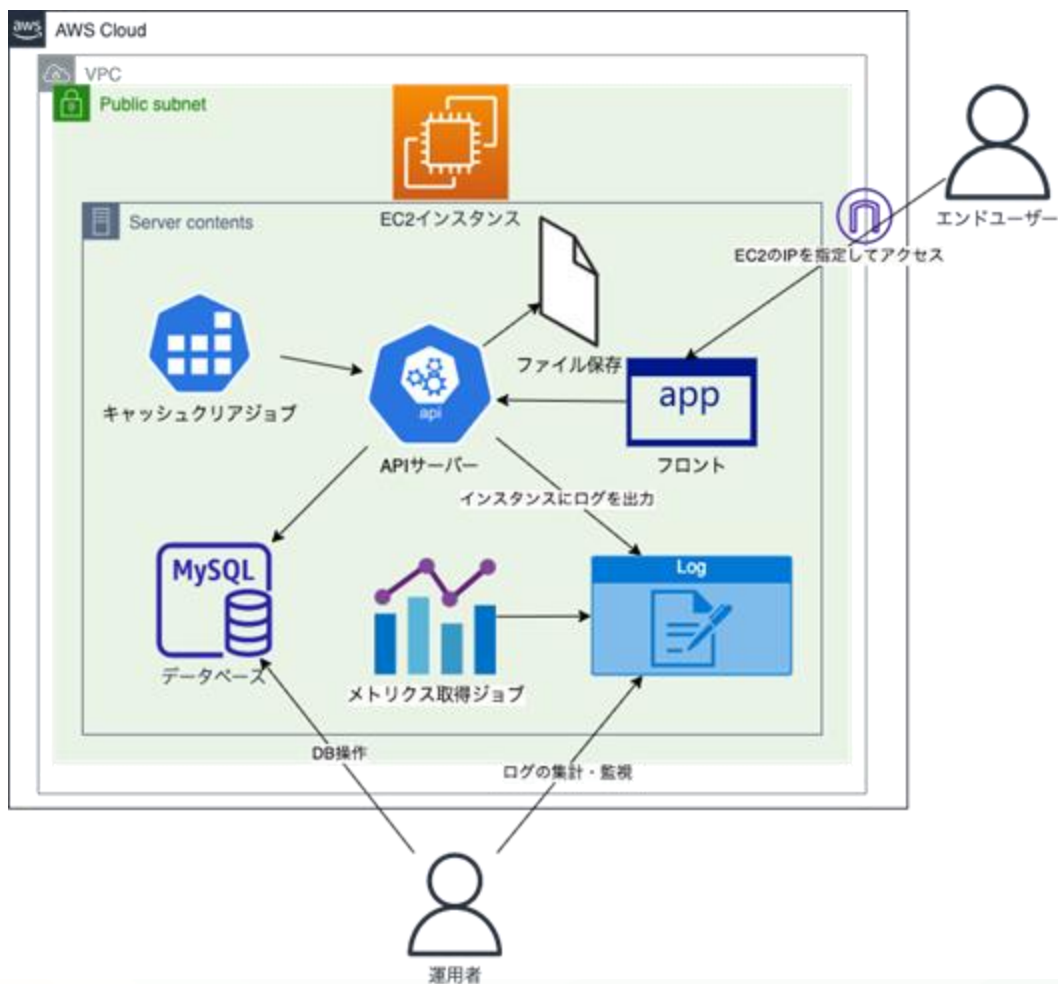 aws
AWS Cloud
VPC
Public subnet
EC2インスタンス
Server contents
エンドユーザー
EC2のIPを指定してアクセス
ファイル保存
app
api
キャッシュクリアジョブ
APIサーバー
フロント
インスタンスにログを出力
MySQL
Log
データベース
メトリクス取得ジョブ
DB操作
ログの集計・監視
運用者